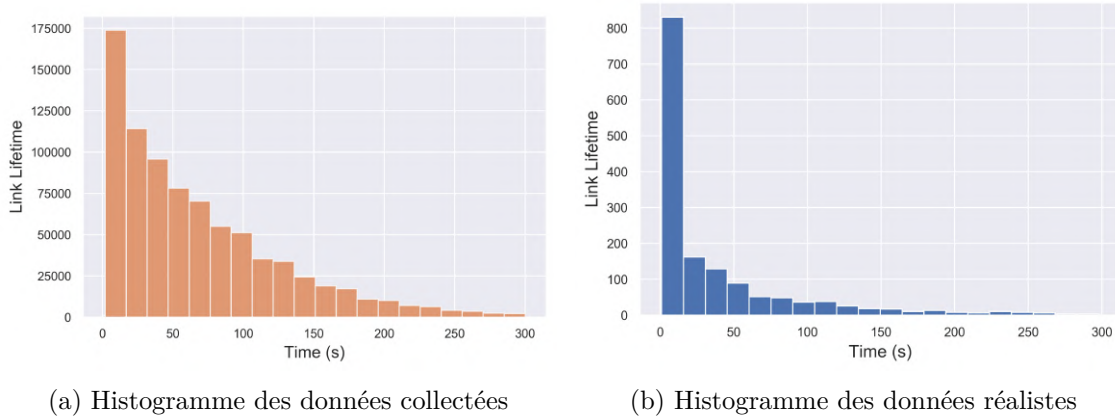 175000
150000
125000
100000
75000
50000
25000
0
Link Lifetime
0 50 100 150 200 250 300
Time (s)
(a) Histogramme des données collectées
800
700
600
500
400
300
200
100
0
Link Lifetime
0 50 100 150 200 250 300
Time (s)
(b) Histogramme des données réalistes